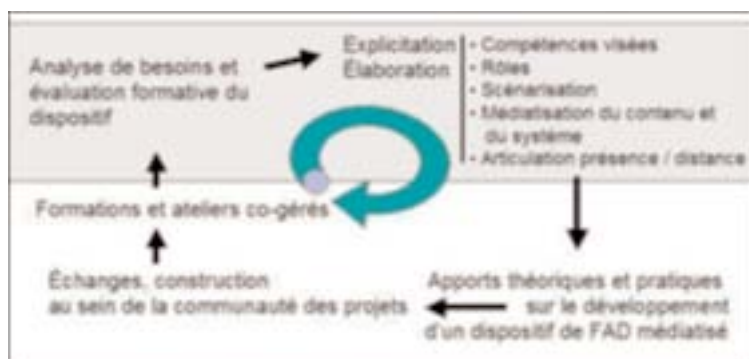 Analyse de besoins et
évaluation formative du
dispositif
Explicitation
Élaboration
• Compétences visées
• Rôles
• Scénarisation
• Médiatisation du contenu et
du système
• Articulation présence / distance
Formations et ateliers co-gérés
Échanges, construction
au sein de la communauté des projets
Apports théoriques et pratiques
sur le développement
d'un dispositif de FAD médiatisé